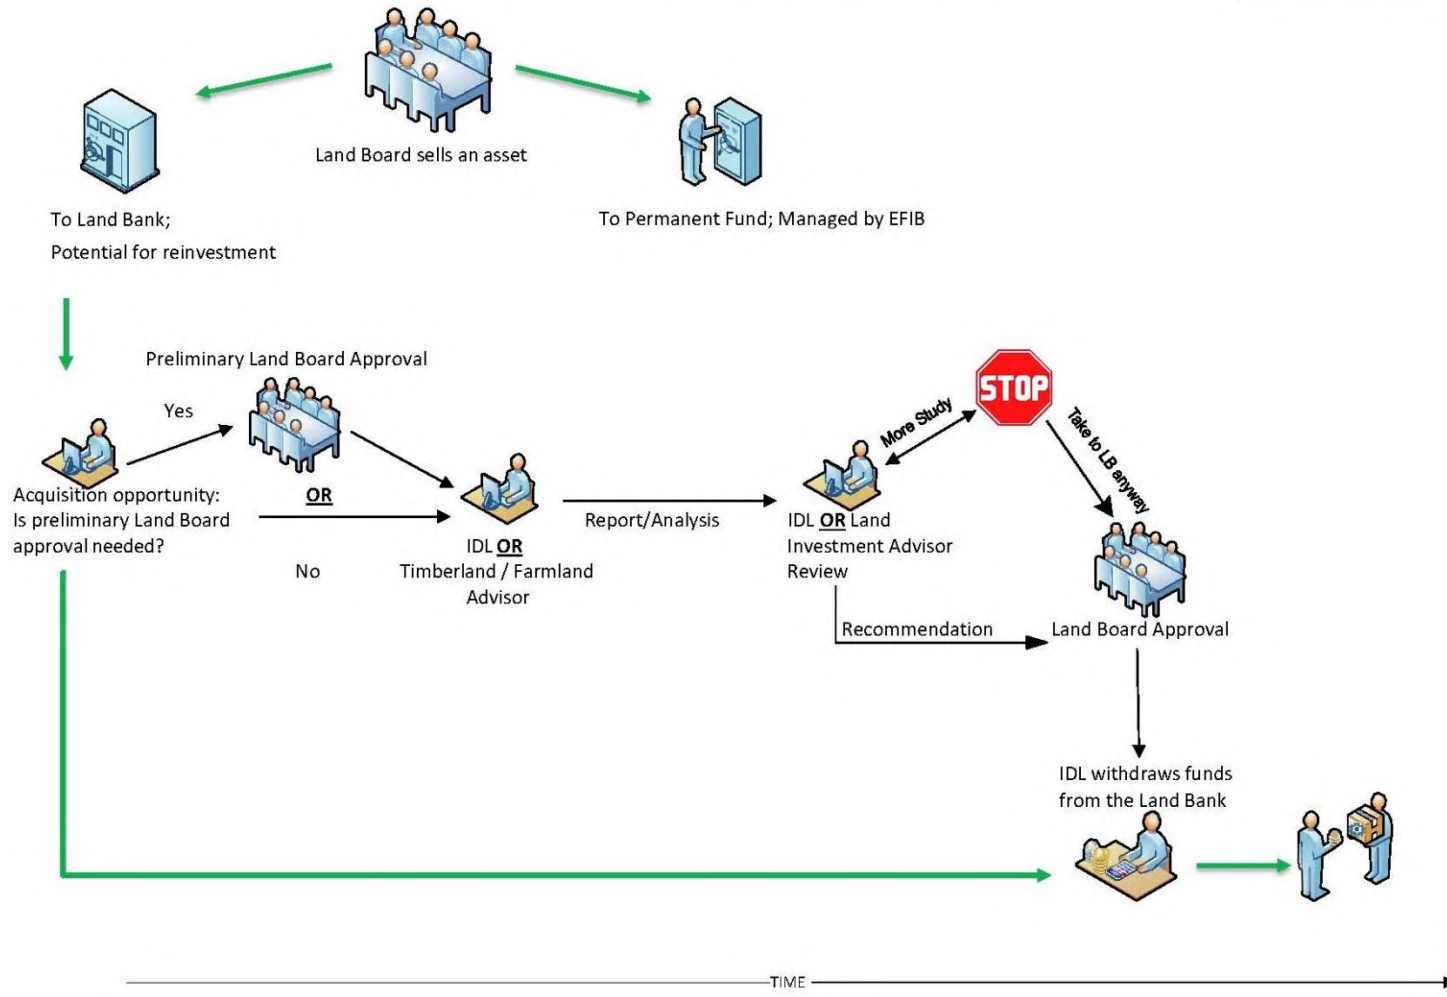 Land Board sells an asset
To Land Bank;
Potential for reinvestment
To Permanent Fund; Managed by EFIB
Preliminary Land Board Approval
Yes
Acquisition opportunity:
Is preliminary Land Board
approval needed?
OR
No
IDL OR
Timberland / Farmland
Advisor
Report/Analysis
IDL OR Land
Investment Advisor
Review
More Study
STOP
Take to LB anyway
Recommendation
Land Board Approval
IDL withdraws funds
from the Land Bank
TIME